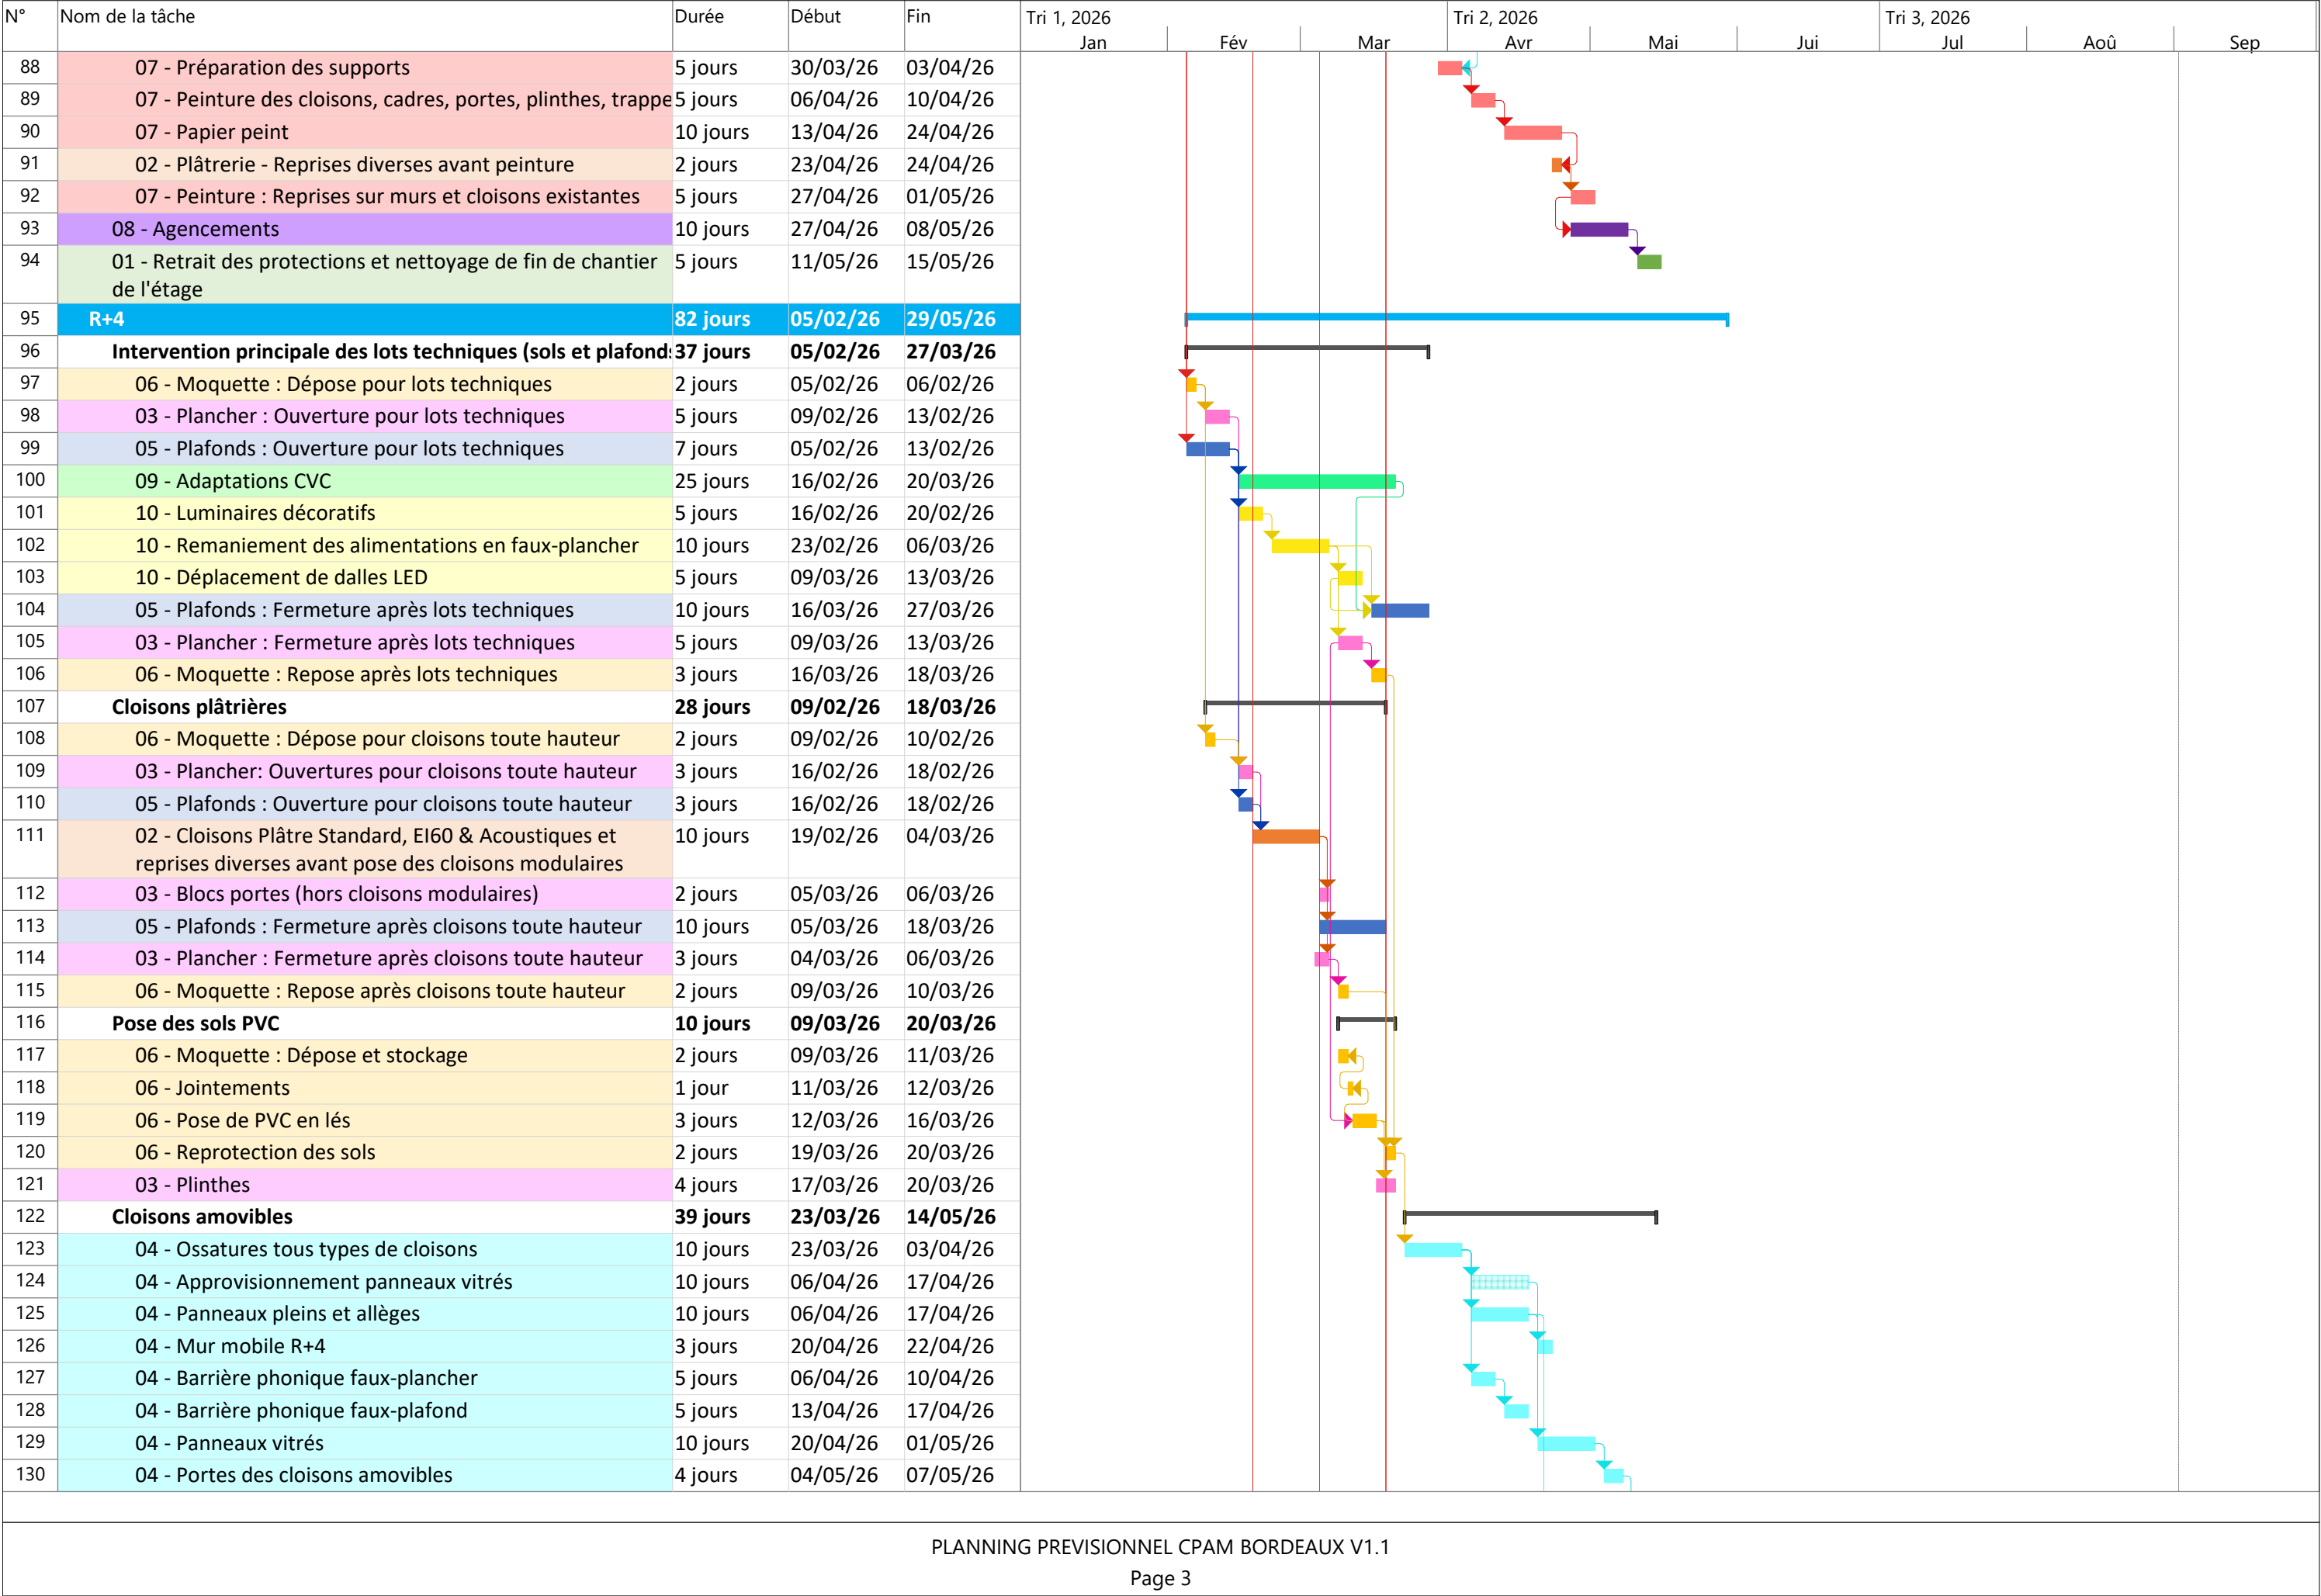 N° Nom de la tâche Durée Début Fin Tri 1, 2026 Tri 2, 2026 Tri 3, 2026
Jan Fév Mar Avr Mai Jui Jul Aoû Sep
88 07 - Préparation des supports 5 jours 30/03/26 03/04/26
89 07 - Peinture des cloisons, cadres, portes, plinthes, trappe 5 jours 06/04/26 10/04/26
90 07 - Papier peint 10 jours 13/04/26 24/04/26
91 02 - Plâtrerie - Reprises diverses avant peinture 2 jours 23/04/26 24/04/26
92 07 - Peinture : Reprises sur murs et cloisons existantes 5 jours 27/04/26 01/05/26
93 08 - Agencements 10 jours 27/04/26 08/05/26
94 01 - Retrait des protections et nettoyage de fin de chantier 5 jours 11/05/26 15/05/26
de l'étage
95 R+4 82 jours 05/02/26 29/05/26
96 Intervention principale des lots techniques (sols et plafonds 37 jours 05/02/26 27/03/26
97 06 - Moquette : Dépose pour lots techniques 2 jours 05/02/26 06/02/26
98 03 - Plancher : Ouverture pour lots techniques 5 jours 09/02/26 13/02/26
99 05 - Plafonds : Ouverture pour lots techniques 7 jours 05/02/26 13/02/26
100 09 - Adaptations CVC 25 jours 16/02/26 20/03/26
101 10 - Luminaires décoratifs 5 jours 16/02/26 20/02/26
102 10 - Remaniement des alimentations en faux-plancher 10 jours 23/02/26 06/03/26
103 10 - Déplacement de dalles LED 5 jours 09/03/26 13/03/26
104 05 - Plafonds : Fermeture après lots techniques 10 jours 16/03/26 27/03/26
105 03 - Plancher : Fermeture après lots techniques 5 jours 09/03/26 13/03/26
106 06 - Moquette : Repose après lots techniques 3 jours 16/03/26 18/03/26
107 Cloisons plâtrières 28 jours 09/02/26 18/03/26
108 06 - Moquette : Dépose pour cloisons toute hauteur 2 jours 09/02/26 10/02/26
109 03 - Plancher: Ouvertures pour cloisons toute hauteur 3 jours 16/02/26 18/02/26
110 05 - Plafonds : Ouverture pour cloisons toute hauteur 3 jours 16/02/26 18/02/26
111 02 - Cloisons Plâtre Standard, EI60 & Acoustiques et 10 jours 19/02/26 04/03/26
reprises diverses avant pose des cloisons modulaires
112 03 - Blocs portes (hors cloisons modulaires) 2 jours 05/03/26 06/03/26
113 05 - Plafonds : Fermeture après cloisons toute hauteur 10 jours 05/03/26 18/03/26
114 03 - Plancher : Fermeture après cloisons toute hauteur 3 jours 04/03/26 06/03/26
115 06 - Moquette : Repose après cloisons toute hauteur 2 jours 09/03/26 10/03/26
116 Pose des sols PVC 10 jours 09/03/26 20/03/26
117 06 - Moquette : Dépose et stockage 2 jours 09/03/26 11/03/26
118 06 - Jointements 1 jour 11/03/26 12/03/26
119 06 - Pose de PVC en lés 3 jours 12/03/26 16/03/26
120 06 - Reprotection des sols 2 jours 19/03/26 20/03/26
121 03 - Plinthes 4 jours 17/03/26 20/03/26
122 Cloisons amovibles 39 jours 23/03/26 14/05/26
123 04 - Ossatures tous types de cloisons 10 jours 23/03/26 03/04/26
124 04 - Approvisionnement panneaux vitrés 10 jours 06/04/26 17/04/26
125 04 - Panneaux pleins et allèges 10 jours 06/04/26 17/04/26
126 04 - Mur mobile R+4 3 jours 20/04/26 22/04/26
127 04 - Barrière phonique faux-plancher 5 jours 06/04/26 10/04/26
128 04 - Barrière phonique faux-plafond 5 jours 13/04/26 17/04/26
129 04 - Panneaux vitrés 10 jours 20/04/26 01/05/26
130 04 - Portes des cloisons amovibles 4 jours 04/05/26 07/05/26
PLANNING PREVISIONNEL CPAM BORDEAUX V1.1
Page 3